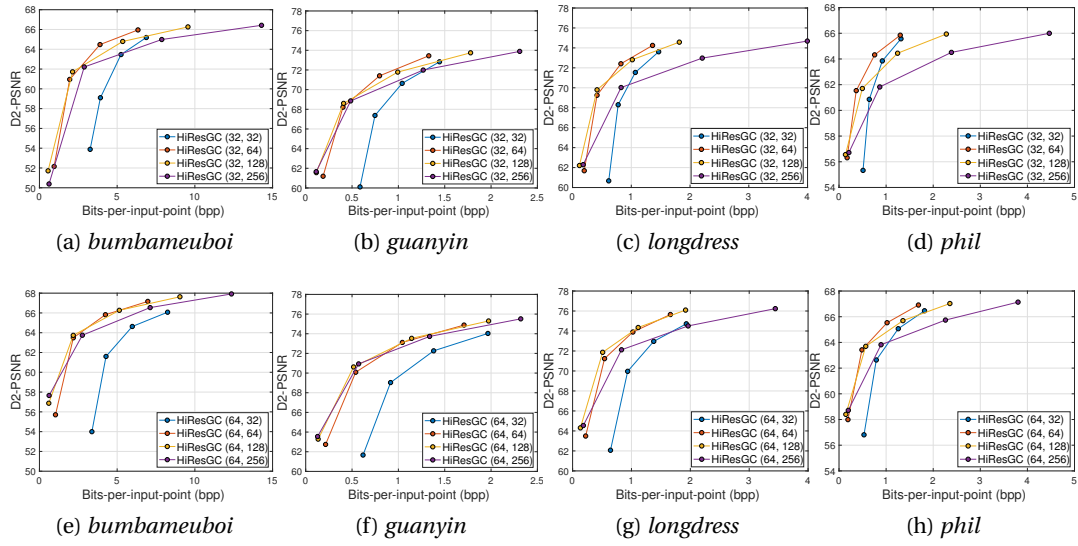 D2-PSNR
68
66
64
62
60
58
56
54
52
50
0
5
10
15
Bits-per-input-point (bpp)
HiResGC (32, 32)
HiResGC (32, 64)
HiResGC (32, 128)
HiResGC (32, 256)
(a) bumbameuboi
D2-PSNR
78
76
74
72
70
68
66
64
62
60
0
0.5
1
1.5
2
2.5
Bits-per-input-point (bpp)
HiResGC (32, 32)
HiResGC (32, 64)
HiResGC (32, 128)
HiResGC (32, 256)
(b) guanyin
D2-PSNR
78
76
74
72
70
68
66
64
62
60
0
1
2
3
4
Bits-per-input-point (bpp)
HiResGC (32, 32)
HiResGC (32, 64)
HiResGC (32, 128)
HiResGC (32, 256)
(c) longdress
D2-PSNR
68
66
64
62
60
58
56
54
0
1
2
3
4
5
Bits-per-input-point (bpp)
HiResGC (32, 32)
HiResGC (32, 64)
HiResGC (32, 128)
HiResGC (32, 256)
(d) phil
D2-PSNR
68
66
64
62
60
58
56
54
52
50
0
5
10
15
Bits-per-input-point (bpp)
HiResGC (64, 32)
HiResGC (64, 64)
HiResGC (64, 128)
HiResGC (64, 256)
(e) bumbameuboi
D2-PSNR
78
76
74
72
70
68
66
64
62
60
0
0.5
1
1.5
2
2.5
Bits-per-input-point (bpp)
HiResGC (64, 32)
HiResGC (64, 64)
HiResGC (64, 128)
HiResGC (64, 256)
(f) guanyin
D2-PSNR
78
76
74
72
70
68
66
64
62
60
0
1
2
3
4
Bits-per-input-point (bpp)
HiResGC (64, 32)
HiResGC (64, 64)
HiResGC (64, 128)
HiResGC (64, 256)
(g) longdress
D2-PSNR
68
66
64
62
60
58
56
54
0
1
2
3
4
5
Bits-per-input-point (bpp)
HiResGC (64, 32)
HiResGC (64, 64)
HiResGC (64, 128)
HiResGC (64, 256)
(h) phil